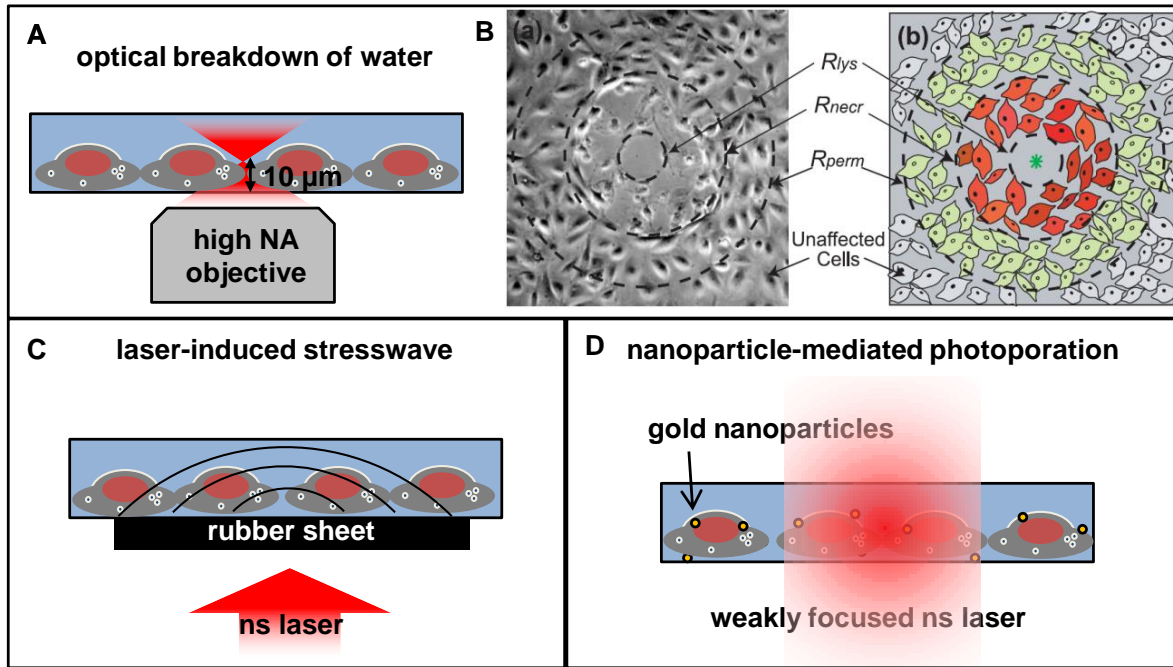 A
optical breakdown of water
10 µm
high NA
objective
B
(a)
(b)
Rlys
Rnecr
Rperm
Unaffected
Cells
C
laser-induced stresswave
rubber sheet
ns laser
D
nanoparticle-mediated photoporation
gold nanoparticles
weakly focused ns laser